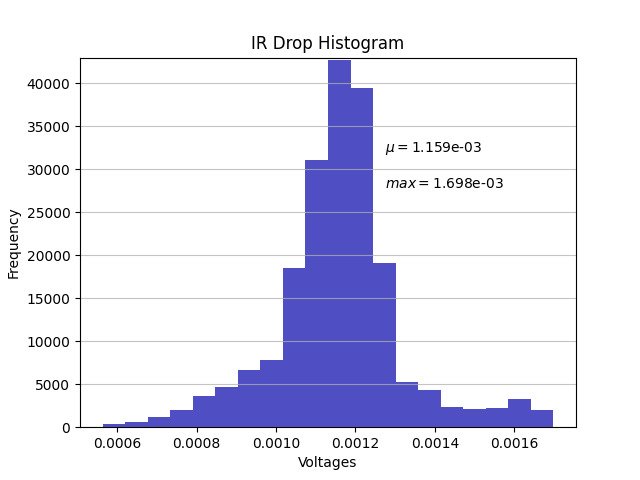 IR Drop Histogram
40000
35000
30000
25000
20000
15000
10000
5000
0
Frequency
μ = 1.159e-03
max = 1.698e-03
0.0006 0.0008 0.0010 0.0012 0.0014 0.0016
Voltages